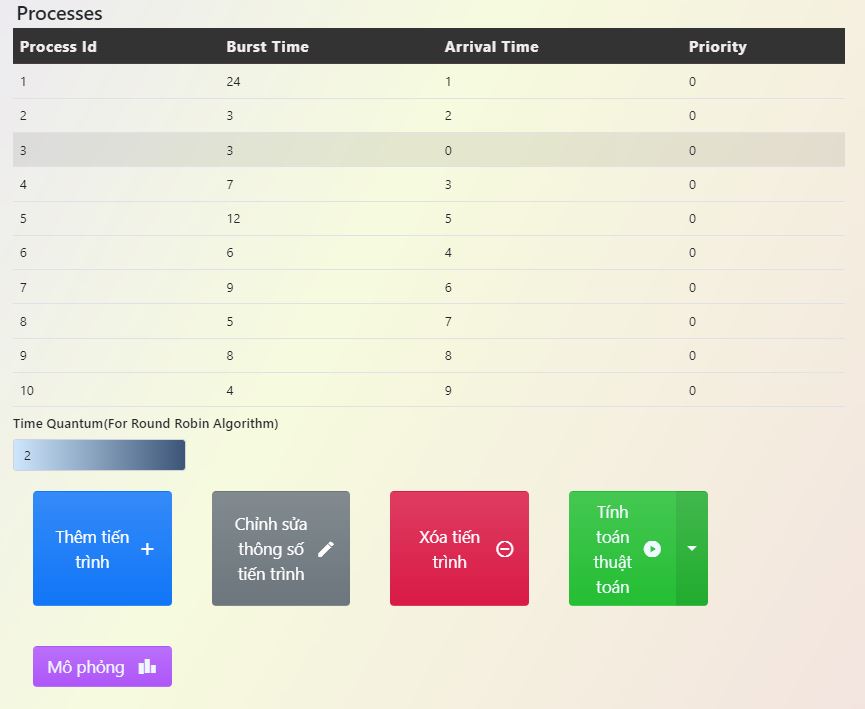 Processes
Process Id Burst Time Arrival Time Priority
1 24 1 0
2 3 2 0
3 3 0 0
4 7 3 0
5 12 5 0
6 6 4 0
7 9 6 0
8 5 7 0
9 8 8 0
10 4 9 0
Time Quantum(For Round Robin Algorithm)
2
Thêm tiến
trình
Chỉnh sửa
thông số
tiến trình
Xóa tiến
trình
Tính
toán
thuật
toán
Mô phỏng